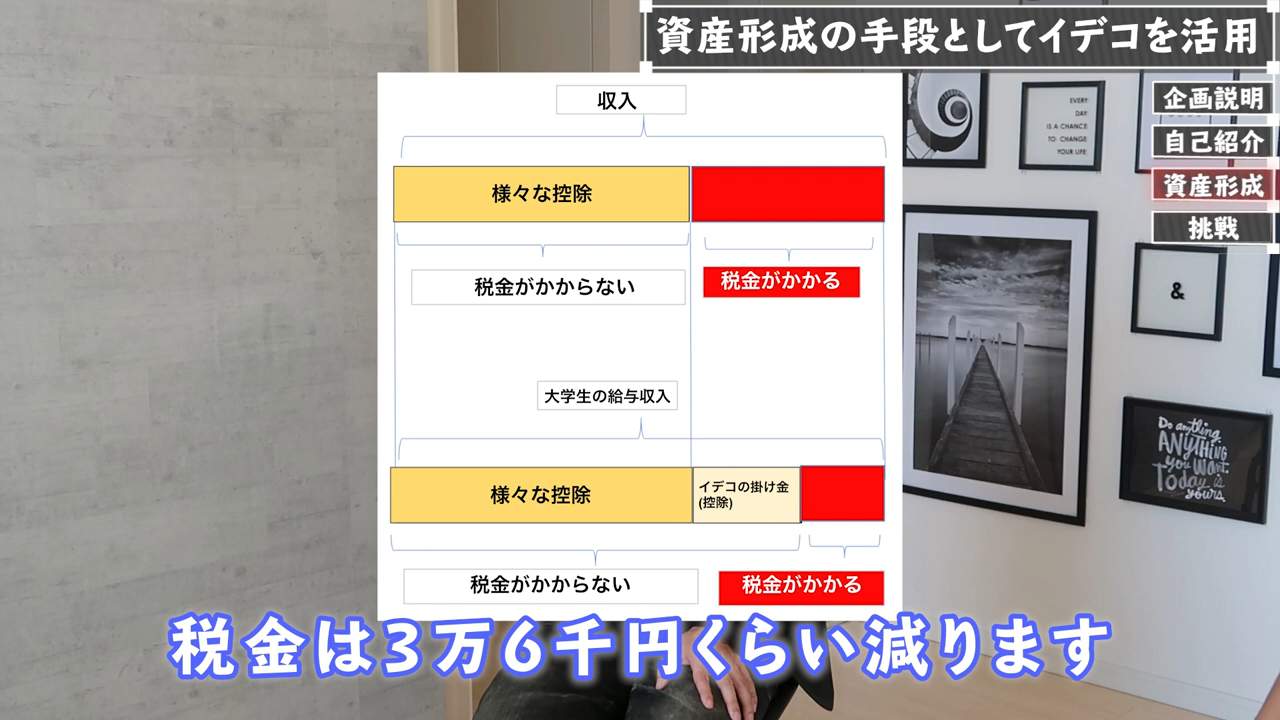 資産形成の手段としてイデコを活用
企画説明
自己紹介
資産形成
挑戦
収入
様々な控除
税金がかからない
税金がかかる
大学生の給与収入
様々な控除
イデコの掛け金
(控除)
税金がかからない
税金がかかる
税金は3万6千円くらい減ります
EVERY
DAY
IS A CHANCE
TO CHANGE
YOUR LIFE
&
Do anything,
ANYTHING
you want.
Today is
yours.